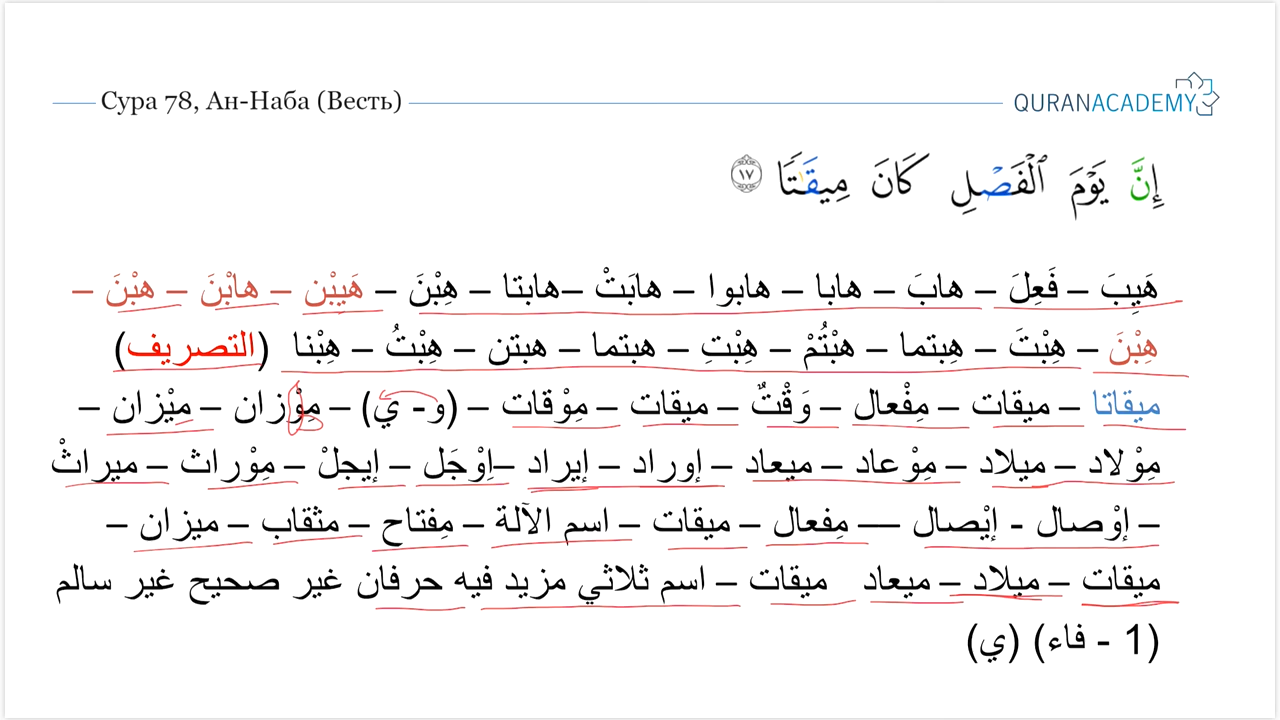 Сура 78, Ан-Наба (Весть)
QURANACADEMY
إِنَّ يَوْمَ ٱلْفَصْلِ كَانَ مِيقَـٰتًا ١٧
هَيِبَ – فَعِلَ – هابَ – هابا – هابوا – هابَتْ –هابتا – هِبْنَ – هَيِبْن – هابْنَ – هبْنَ –
هِبْنَ – هِبْتَ – هِبتما – هبْتُمْ – هِبْتِ – هبتما – هبتن – هِبْتُ – هِبْنا (التصريف)
ميقاتا – ميقات – مِفْعال – وَقْتٌ – ميقات – مِوْقات – (و- ي) – مِوْزان – مِيْزان –
مِوْلاد – ميلاد – مِوْعاد – ميعاد – إوراد – إيراد –اِوْجَل – إيجلْ – مِوْراث – ميراثْ
– إوْصال - إيْصال –– مِفعال – ميقات – اسم الآلة – مِفتاح – مثقاب – ميزان –
ميقات – ميلاد – ميعاد ميقات – اسم ثلاثي مزيد فيه حرفان غير صحيح غير سالم
(1 - فاء) (ي)